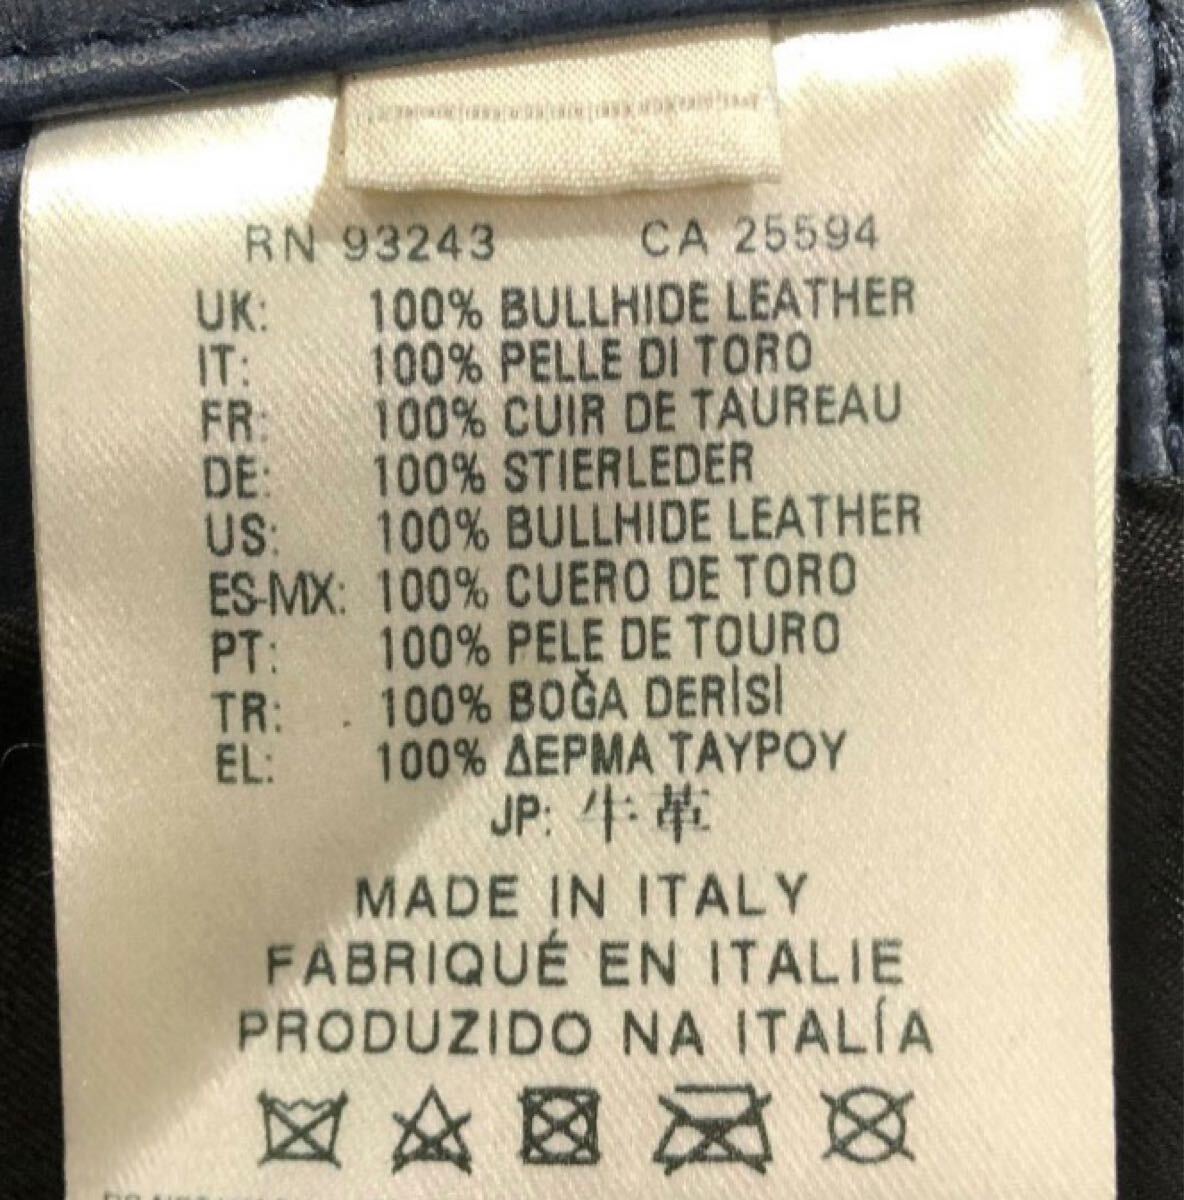 RN 93243 CA 25594
UK: 100% BULLHIDE LEATHER
IT: 100% PELLE DI TORO
FR: 100% CUIR DE TAUREAU
DE: 100% STIERLEDER
US: 100% BULLHIDE LEATHER
ES-MX: 100% CUERO DE TORO
PT: 100% PELE DE TOURO
TR: 100% BOĞA DERİSİ
EL: 100% ΔΕΡΜΑ ΤΑΥΡΟΥ
JP: 牛革
MADE IN ITALY
FABRIQUÉ EN ITALIE
PRODUZIDO NA ITALÍA